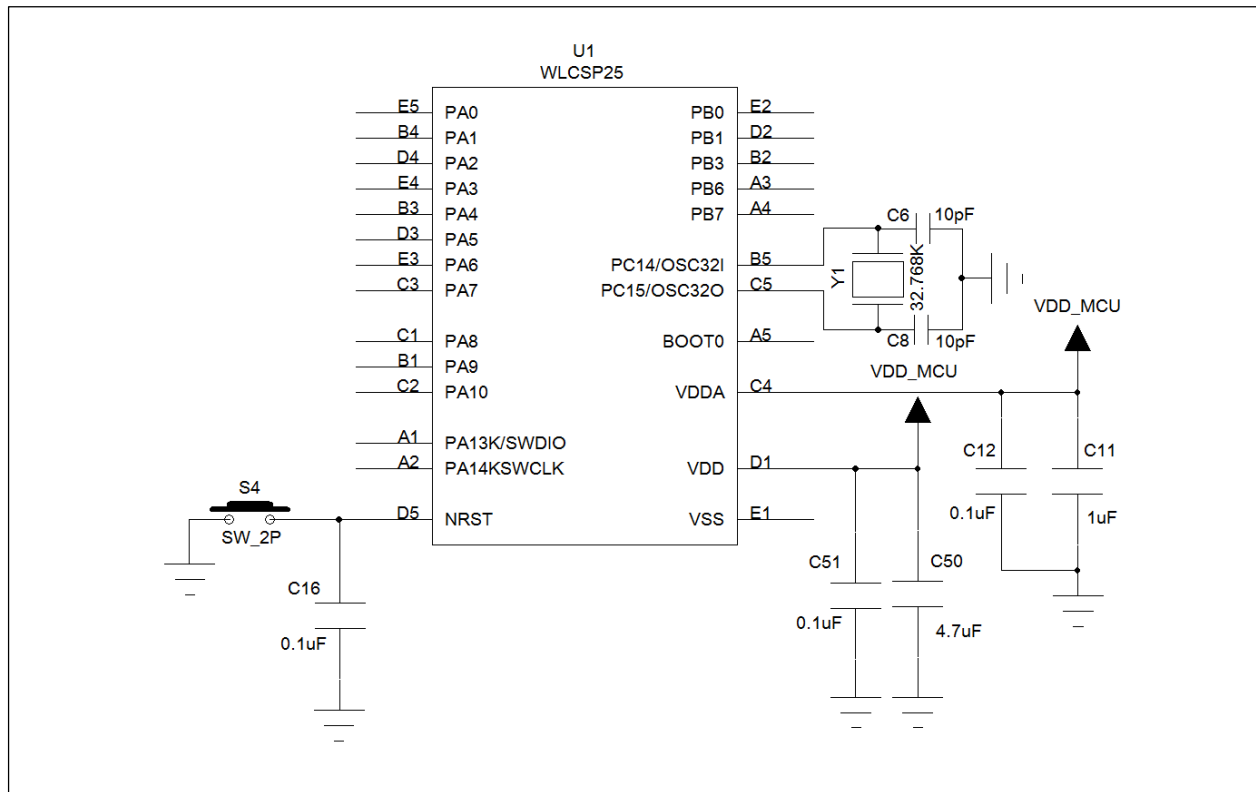 U1
WLCSP25
E5 PA0 PB0 E2
B4 PA1 PB1 D2
D4 PA2 PB3 B2
E4 PA3 PB6 A3
B3 PA4 PB7 A4
C6 10pF
D3 PA5
E3 PA6 PC14/OSC32I B5
C3 PA7 PC15/OSC32O C5
Y1
32.768K
C8 10pF
VDD_MCU
C1 PA8 BOOT0 A5
B1 PA9
VDD_MCU
C2 PA10 VDDA C4
A1 PA13K/SWDIO
A2 PA14KSWCLK VDD D1
C12 C11
0.1uF 1uF
S4
SW_2P
D5 NRST VSS E1
C16
0.1uF
C51 C50
0.1uF 4.7uF